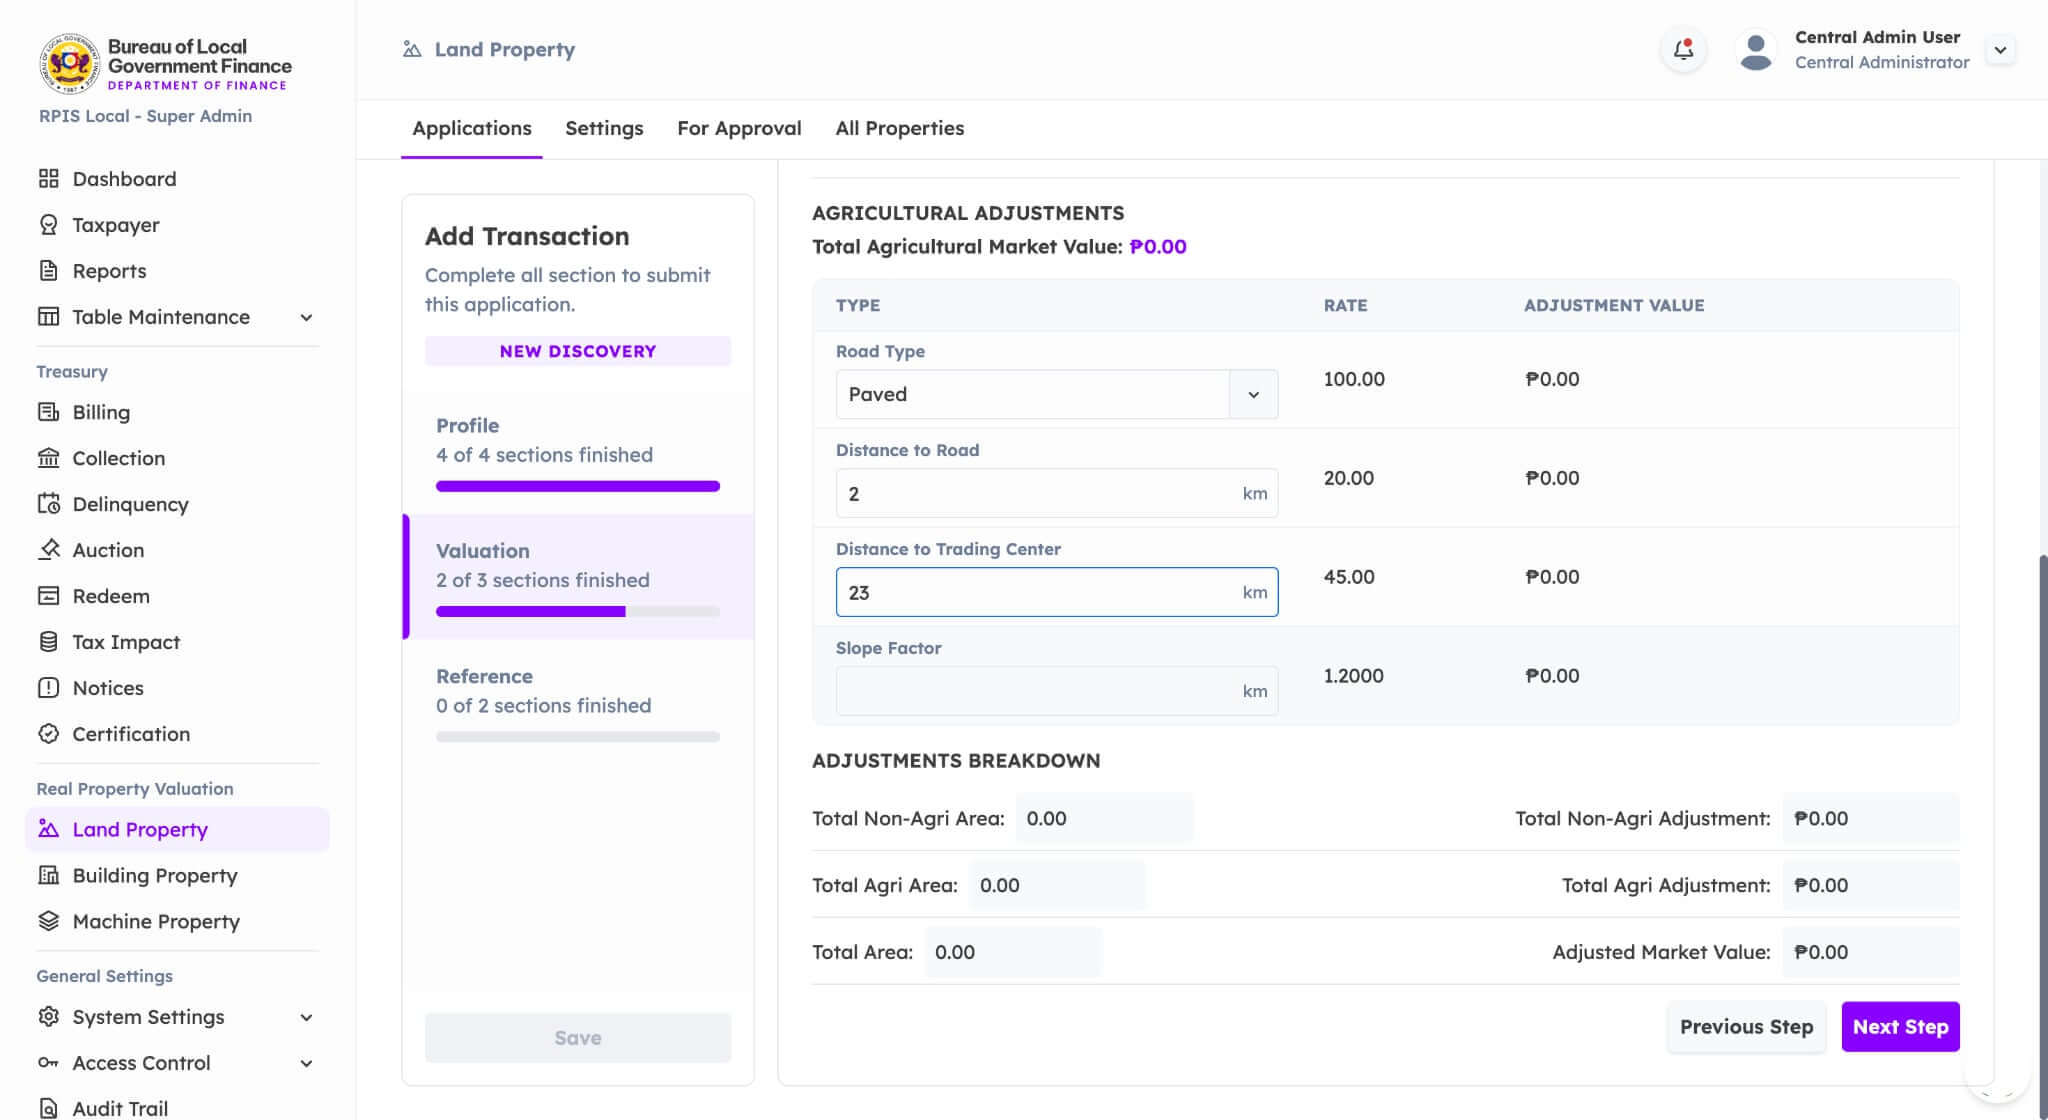 Bureau of Local
Government Finance
DEPARTMENT OF FINANCE
RPIS Local - Super Admin
Dashboard
Taxpayer
Reports
Table Maintenance
Treasury
Billing
Collection
Delinquency
Auction
Redeem
Tax Impact
Notices
Certification
Real Property Valuation
Land Property
Building Property
Machine Property
General Settings
System Settings
Access Control
Audit Trail
Land Property
Central Admin User
Central Administrator
Applications
Settings
For Approval
All Properties
Add Transaction
Complete all section to submit
this application.
NEW DISCOVERY
Profile
4 of 4 sections finished
Valuation
2 of 3 sections finished
Reference
0 of 2 sections finished
Save
AGRICULTURAL ADJUSTMENTS
Total Agricultural Market Value: ₱0.00
TYPE RATE ADJUSTMENT VALUE
Road Type
Paved 100.00 ₱0.00
Distance to Road
2 km 20.00 ₱0.00
Distance to Trading Center
23 km 45.00 ₱0.00
Slope Factor
km 1.2000 ₱0.00
ADJUSTMENTS BREAKDOWN
Total Non-Agri Area: 0.00 Total Non-Agri Adjustment: ₱0.00
Total Agri Area: 0.00 Total Agri Adjustment: ₱0.00
Total Area: 0.00 Adjusted Market Value: ₱0.00
Previous Step Next Step